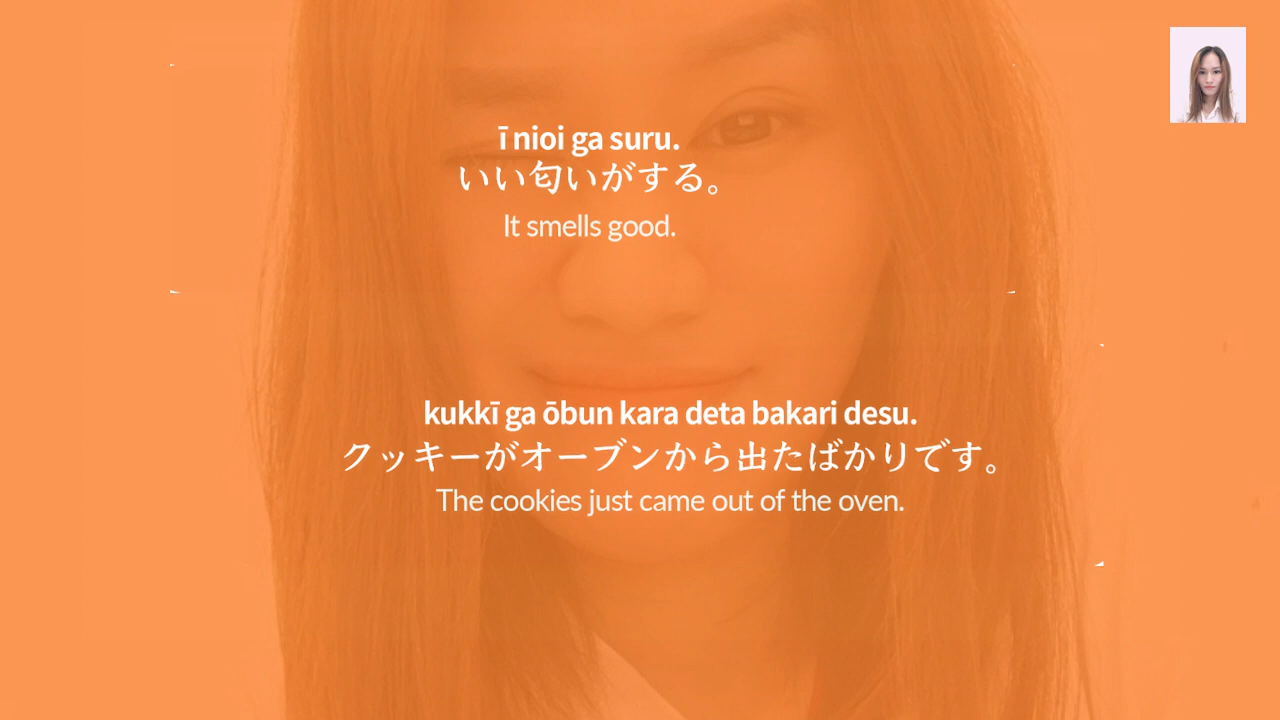 ī nioi ga suru.
いい匂いがする。
It smells good.
kukkī ga ōbun kara deta bakari desu.
クッキーがオーブンから出たばかりです。
The cookies just came out of the oven.